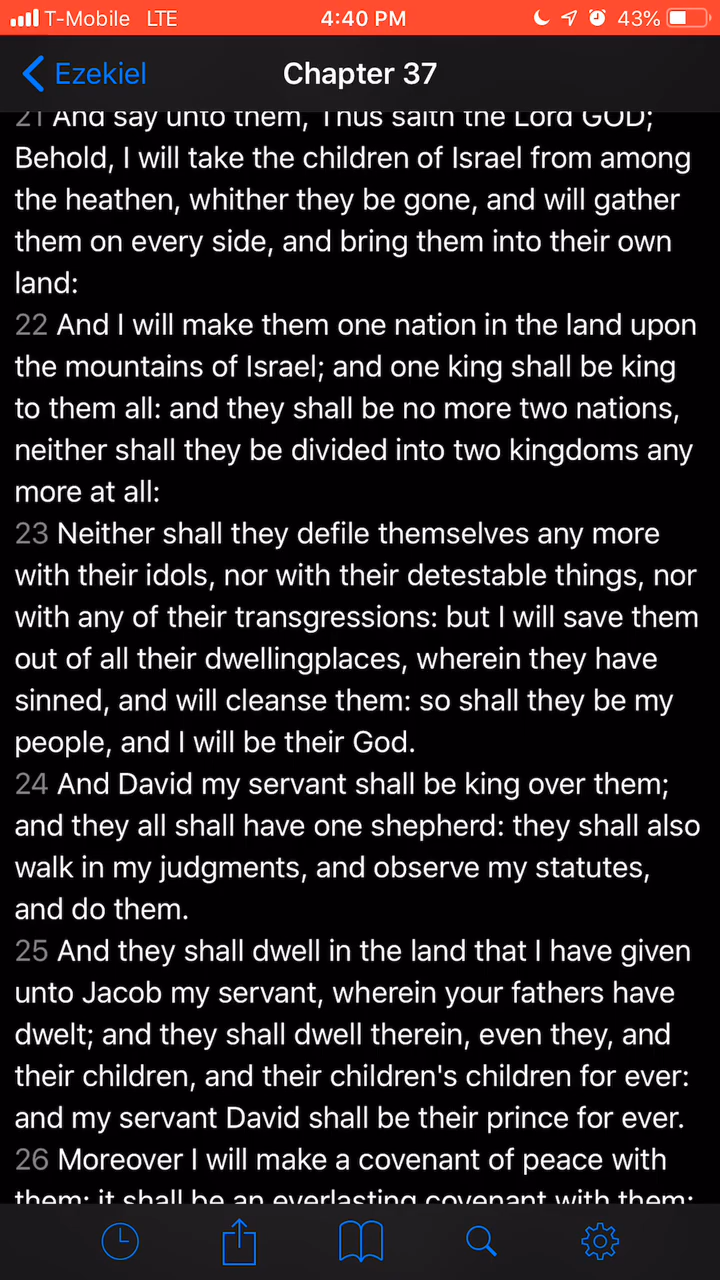 T-Mobile LTE 4:40 PM 43%
Ezekiel Chapter 37
21 And say unto them, Thus saith the Lord GOD;
Behold, I will take the children of Israel from among
the heathen, whither they be gone, and will gather
them on every side, and bring them into their own
land:
22 And I will make them one nation in the land upon
the mountains of Israel; and one king shall be king
to them all: and they shall be no more two nations,
neither shall they be divided into two kingdoms any
more at all:
23 Neither shall they defile themselves any more
with their idols, nor with their detestable things, nor
with any of their transgressions: but I will save them
out of all their dwellingplaces, wherein they have
sinned, and will cleanse them: so shall they be my
people, and I will be their God.
24 And David my servant shall be king over them;
and they all shall have one shepherd: they shall also
walk in my judgments, and observe my statutes,
and do them.
25 And they shall dwell in the land that I have given
unto Jacob my servant, wherein your fathers have
dwelt; and they shall dwell therein, even they, and
their children, and their children's children for ever:
and my servant David shall be their prince for ever.
26 Moreover I will make a covenant of peace with
them; it shall be an everlasting covenant with them: